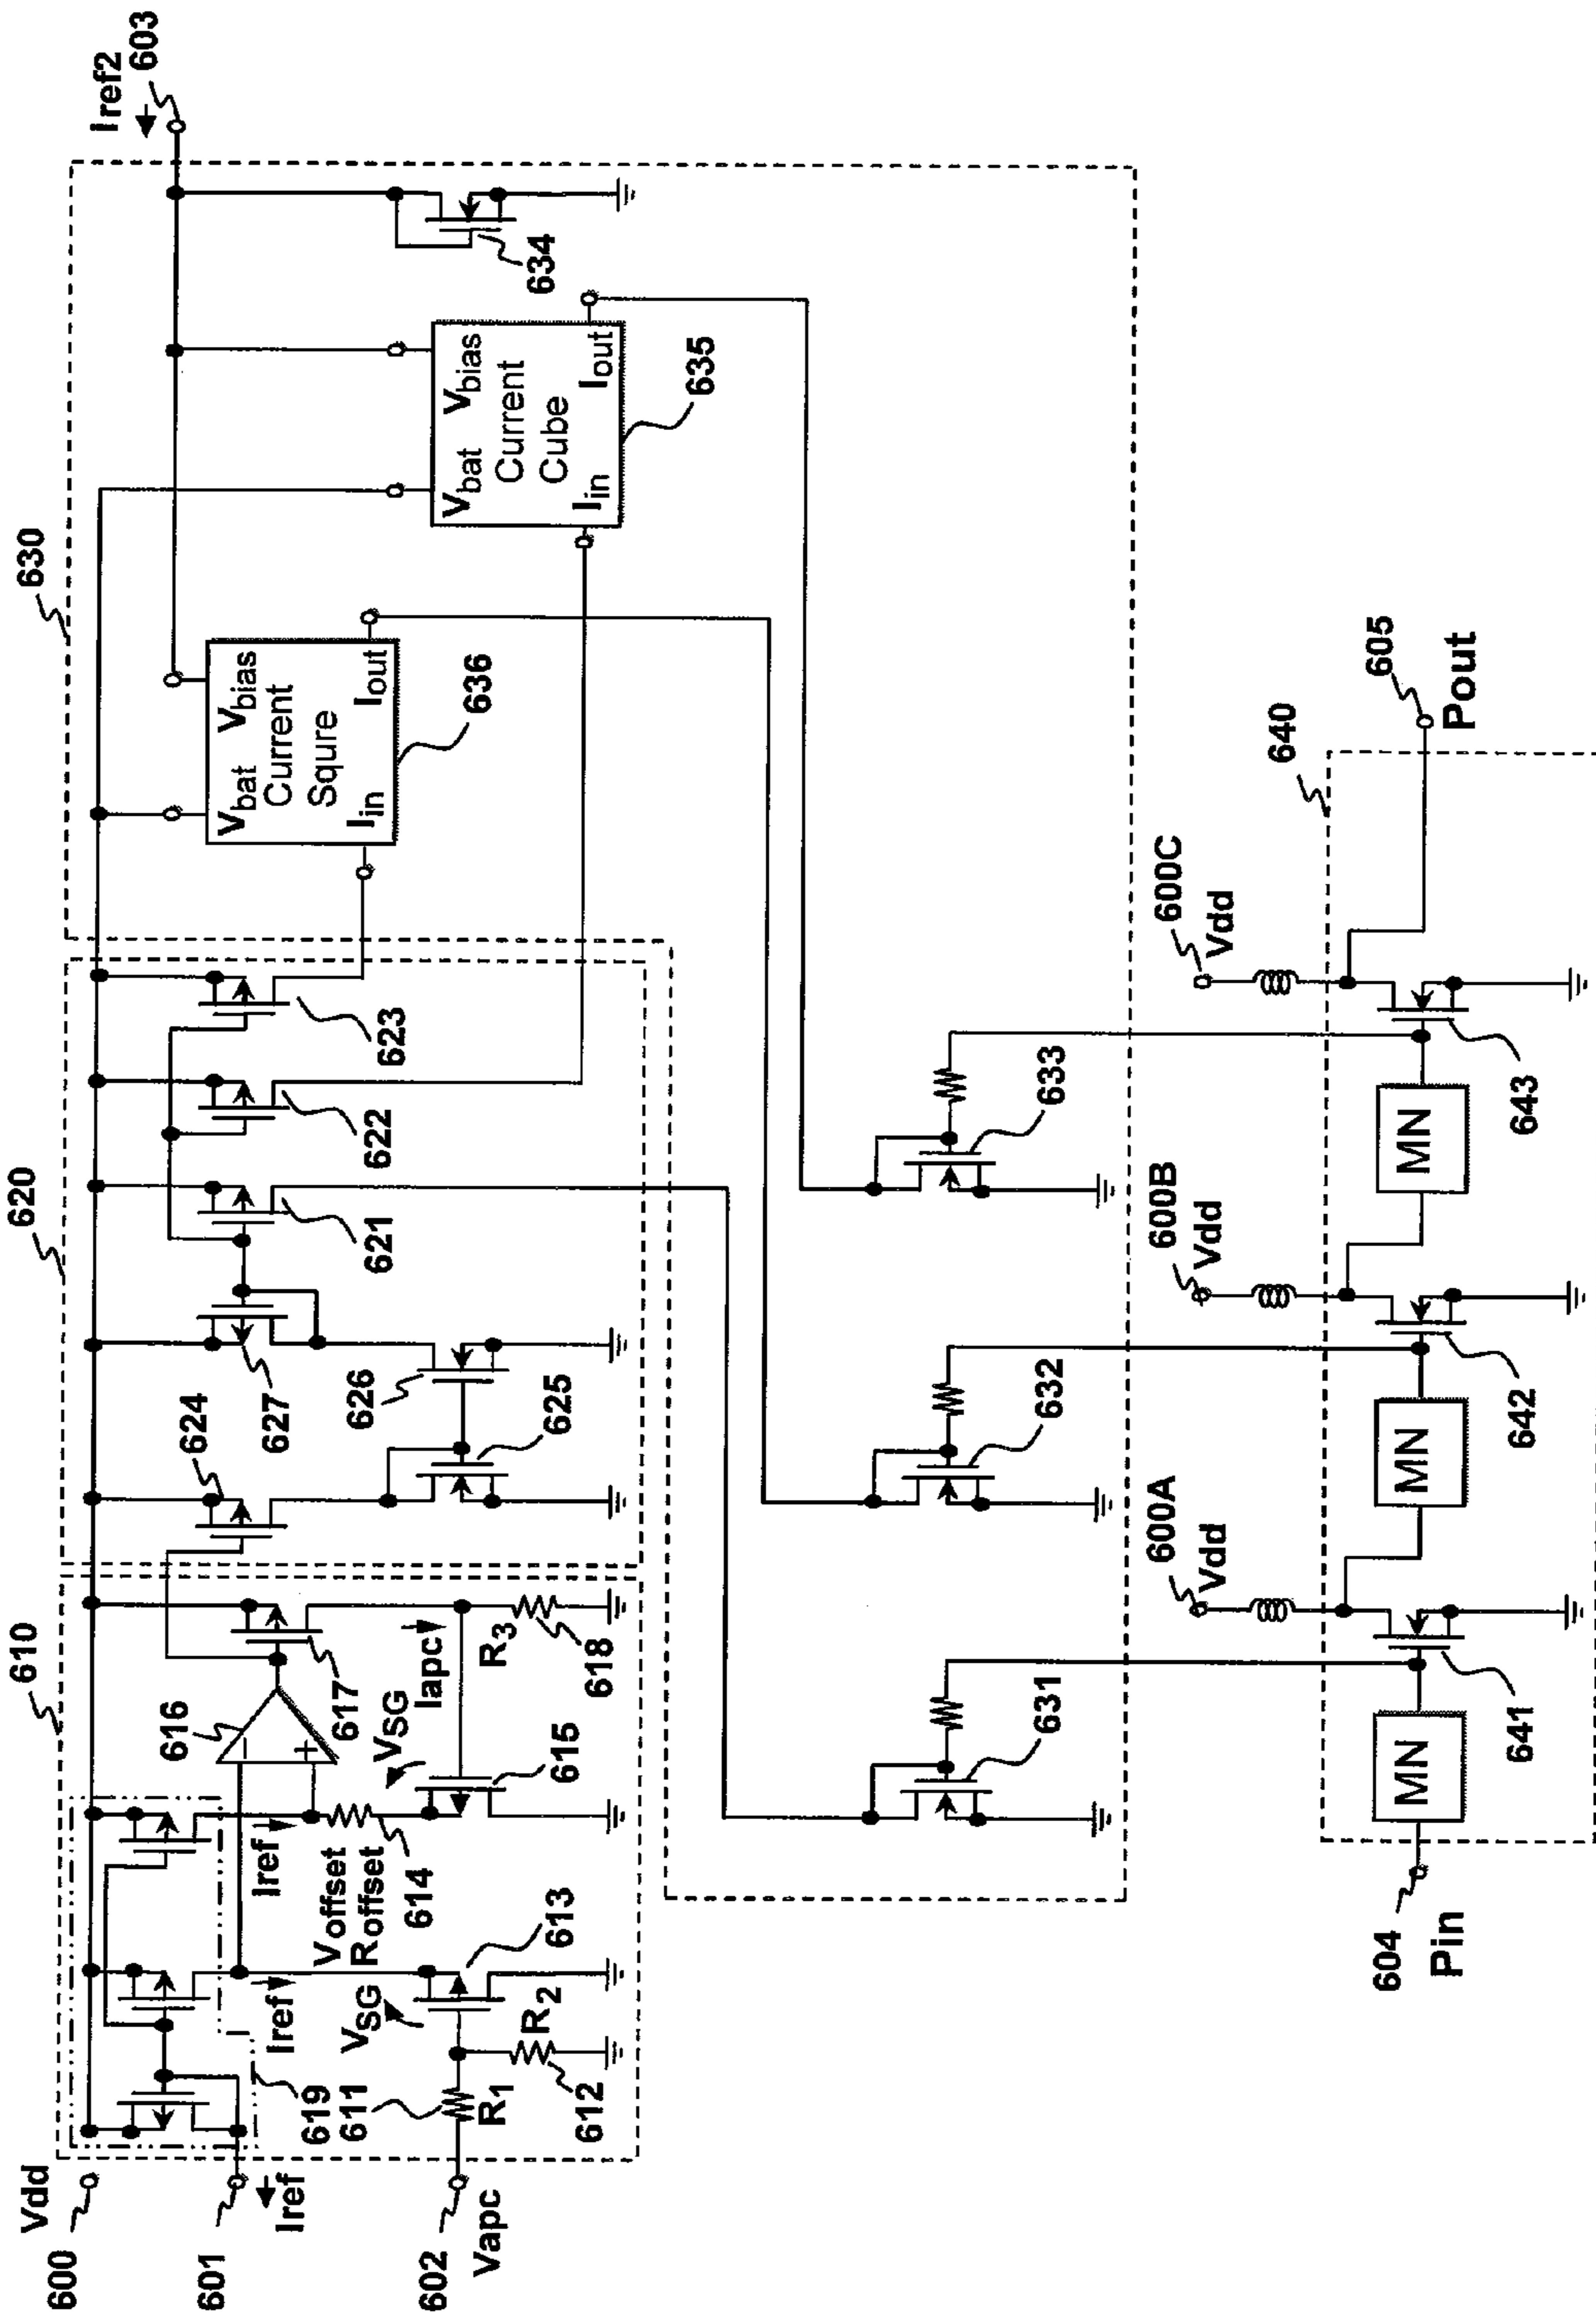 Vdd
600
601
Iref
602
Vapc
610
619
611
R1
612
R2
Iref
VSG
613
Iref
Voffset
Roffset
614
616
−
+
617
VSG
615
Iapc
R3
618
620
624
627
626
625
621
622
623
630
Vbat Vbias
Current
Squre
Iin Iout
636
Vbat Vbias
Current
Cube
Iin Iout
635
634
Iref2
603
631
632
633
600A
Vdd
600B
Vdd
600C
Vdd
640
604
Pin
MN
641
MN
642
MN
643
605
Pout